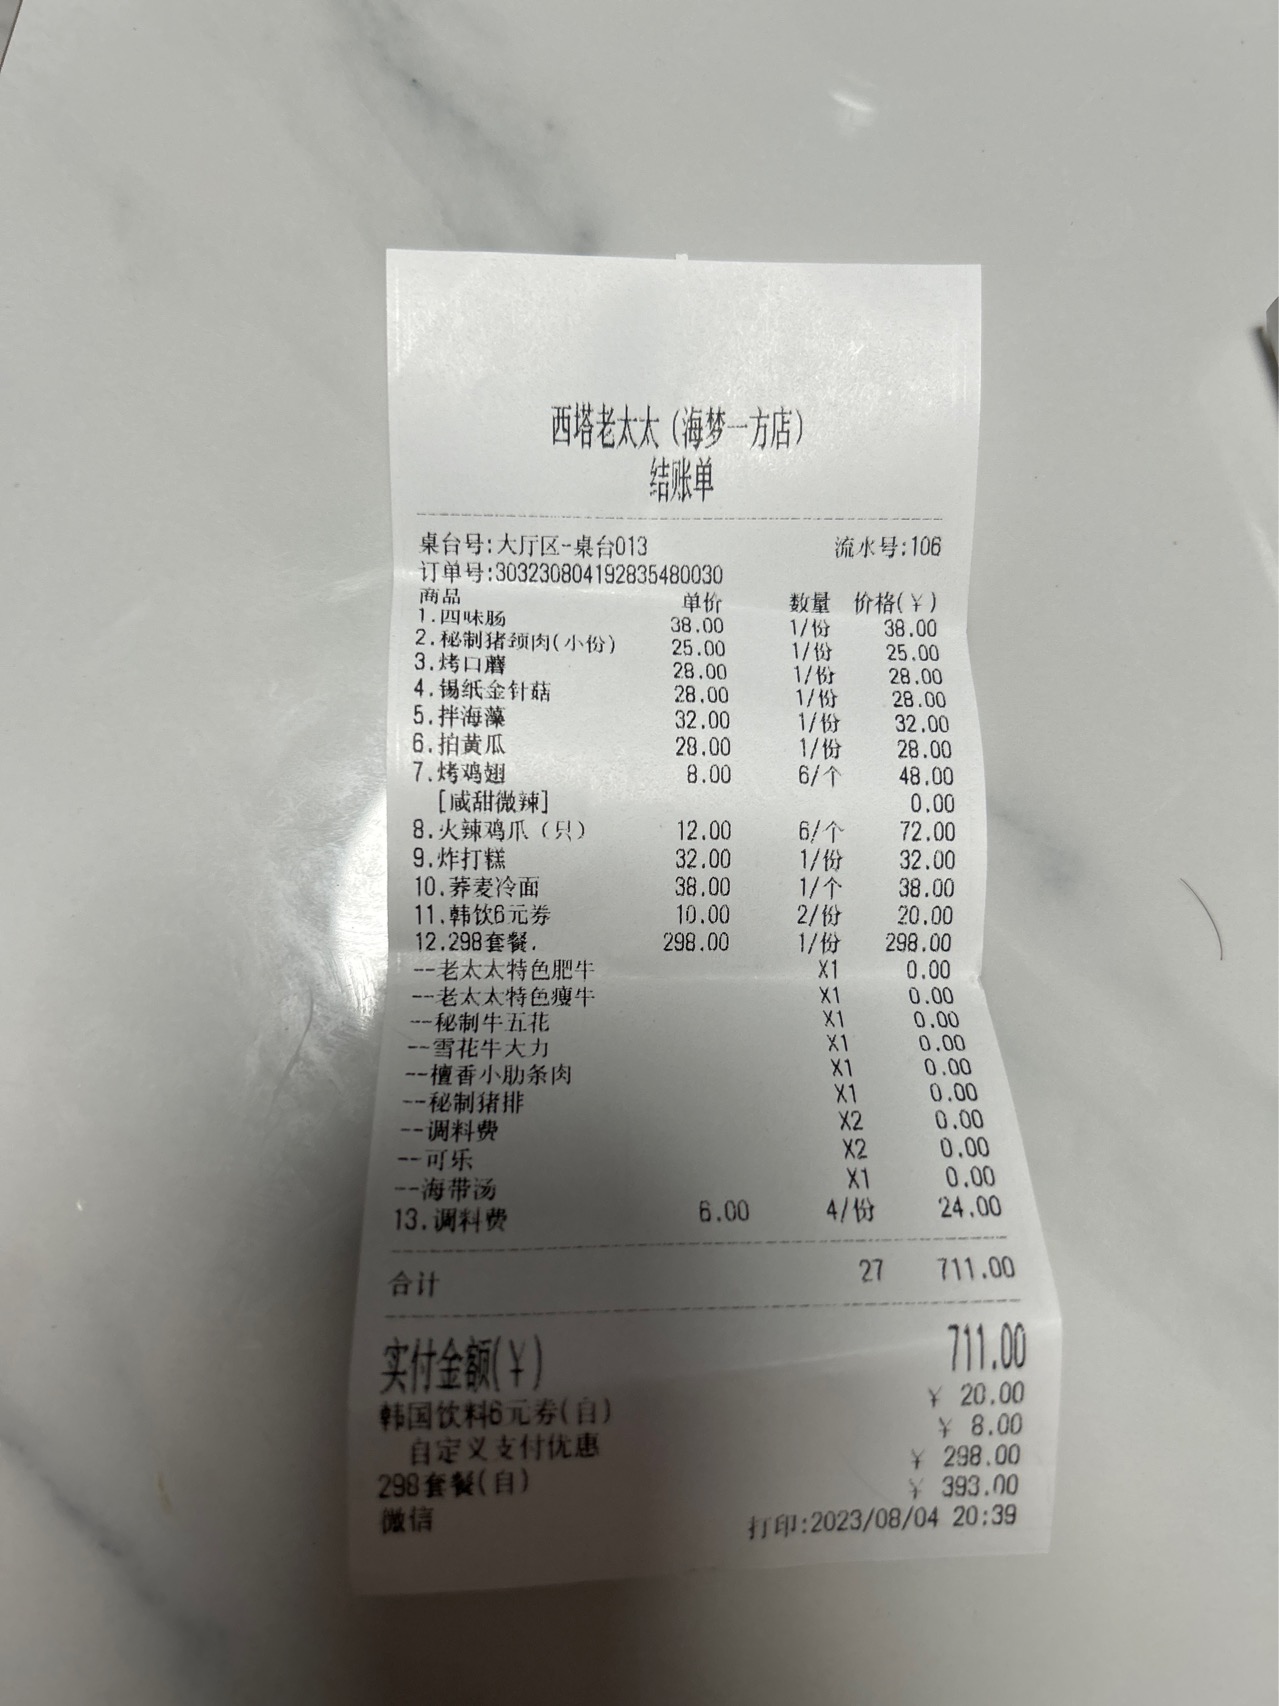 西塔老太太(海梦一方店)
结账单
桌台号:大厅区-桌台013 流水号:106
订单号:303230804192835480030
商品 单价 数量 价格(¥)
1.四味肠 38.00 1/份 38.00
2.秘制猪颈肉(小份) 25.00 1/份 25.00
3.烤口蘑 28.00 1/份 28.00
4.锡纸金针菇 28.00 1/份 28.00
5.拌海藻 32.00 1/份 32.00
6.拍黄瓜 28.00 1/份 28.00
7.烤鸡翅 8.00 6/个 48.00
[咸甜微辣] 0.00
8.火辣鸡爪(只) 12.00 6/个 72.00
9.炸打糕 32.00 1/份 32.00
10.荞麦冷面 38.00 1/个 38.00
11.韩饮6元券 10.00 2/份 20.00
12.298套餐. 298.00 1/份 298.00
--老太太特色肥牛 X1 0.00
--老太太特色瘦牛 X1 0.00
--秘制牛五花 X1 0.00
--雪花牛大力 X1 0.00
--檀香小肋条肉 X1 0.00
--秘制猪排 X1 0.00
--调料费 X2 0.00
--可乐 X2 0.00
--海带汤 X1 0.00
13.调料费 6.00 4/份 24.00
合计 27 711.00
实付金额(¥) 711.00
韩国饮料6元券(自) ¥ 20.00
自定义支付优惠 ¥ 8.00
298套餐(自) ¥ 298.00
微信 ¥ 393.00
打印:2023/08/04 20:39